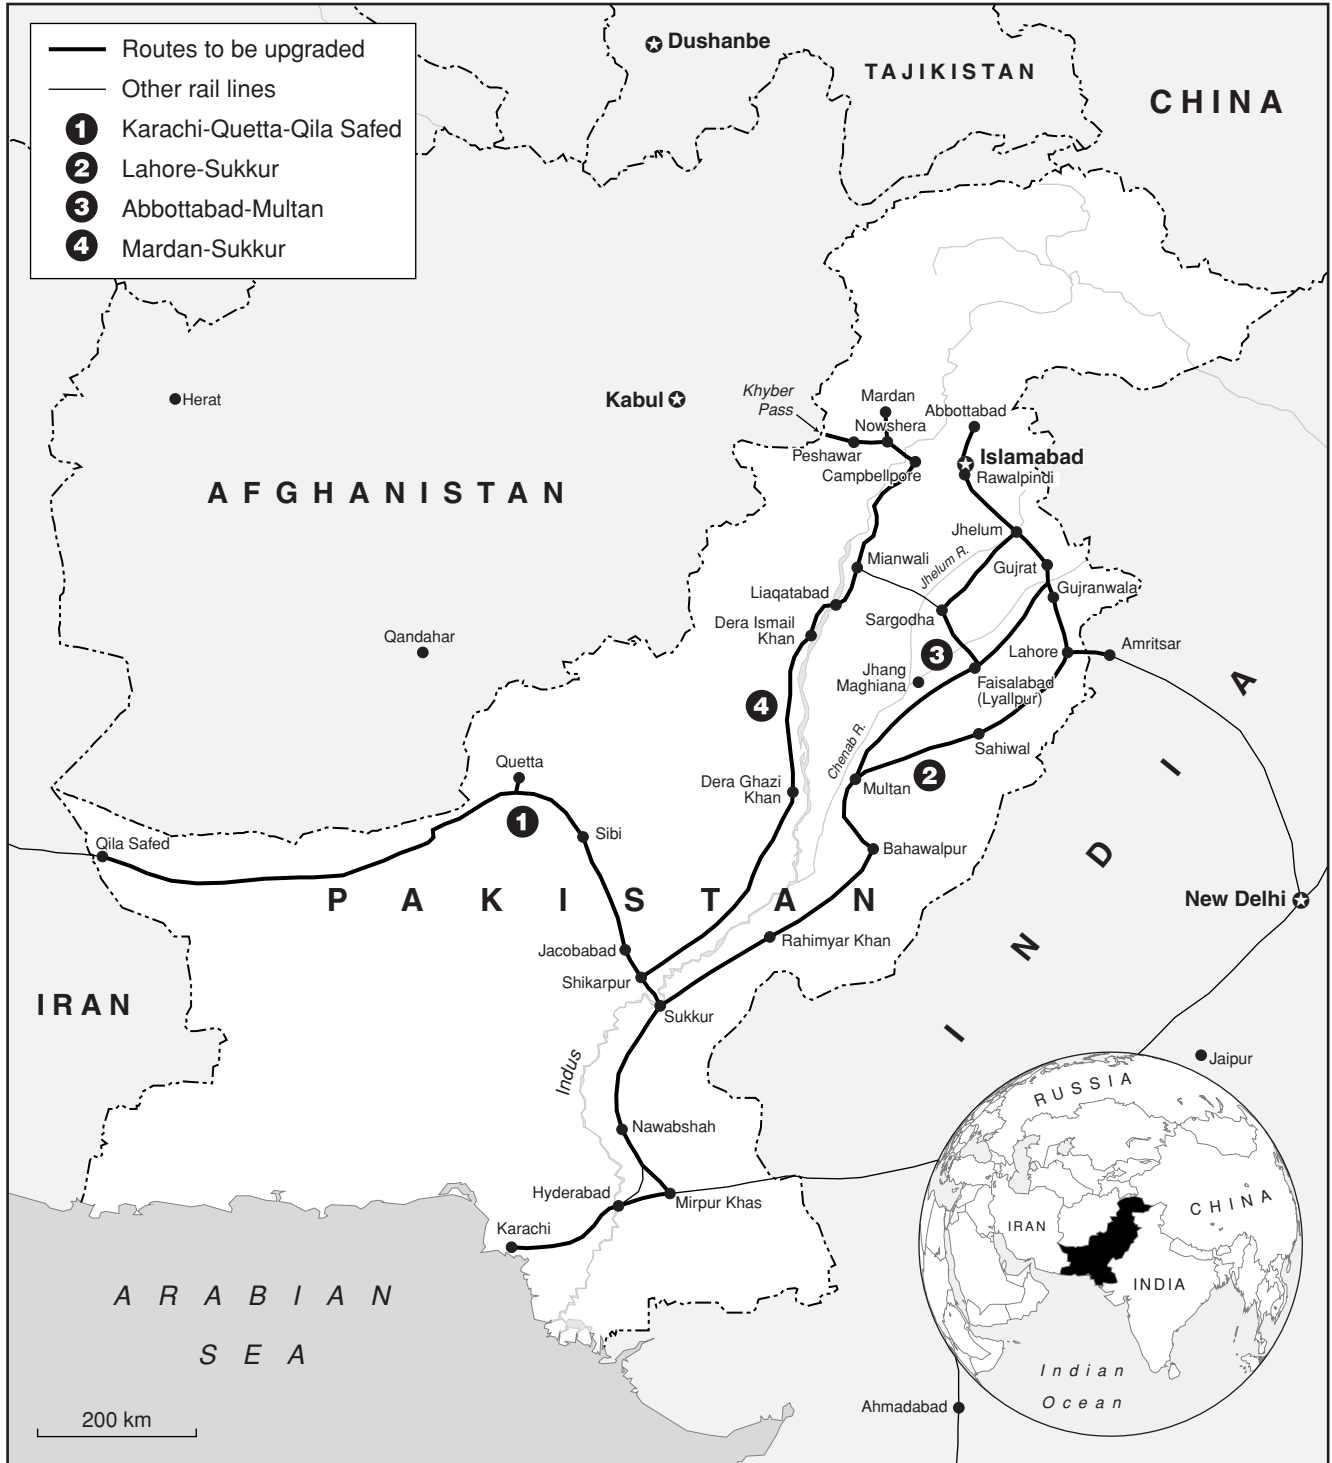 Routes to be upgraded
Other rail lines
1 Karachi-Quetta-Qila Safed
2 Lahore-Sukkur
3 Abbottabad-Multan
4 Mardan-Sukkur
Dushanbe
TAJIKISTAN
CHINA
Herat
Kabul
Khyber
Pass
Mardan
Abbottabad
Nowshera
Peshawar
Islamabad
Campbellpore
Rawalpindi
AFGHANISTAN
Jhelum
Mianwali
Jhelum R.
Gujrat
Liaqatabad
Gujranwala
Sargodha
Dera Ismail
Khan
Qandahar
Lahore
Amritsar
3
Jhang
Maghiana
Faisalabad
(Lyallpur)
4
Chenab R.
Sahiwal
Quetta
2
Dera Ghazi
Khan
Multan
1
Sibi
Qila Safed
Bahawalpur
PAKISTAN
New Delhi
INDIA
Rahimyar Khan
Jacobabad
Shikarpur
IRAN
Sukkur
Indus
Jaipur
Nawabshah
Hyderabad
Mirpur Khas
Karachi
RUSSIA
CHINA
IRAN
INDIA
Indian
Ocean
ARABIAN
SEA
Ahmadabad
200 km